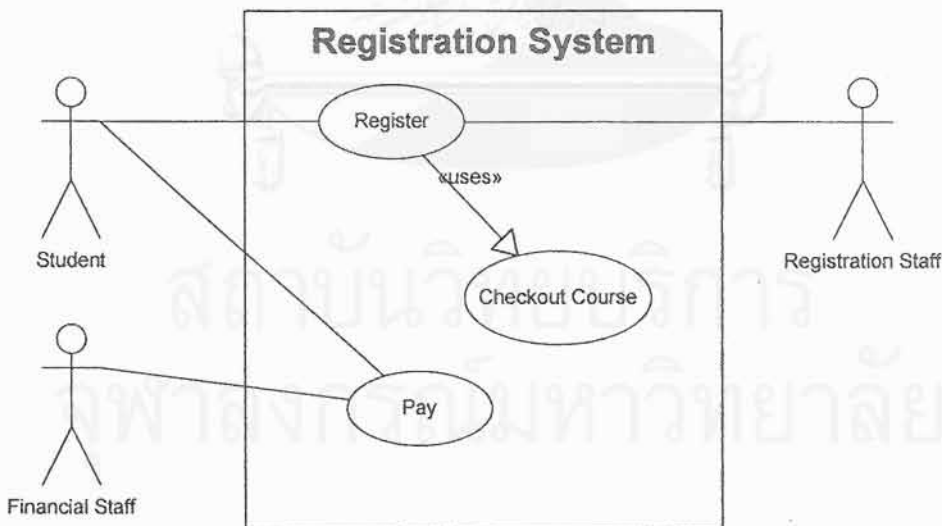 Registration System
Register
«uses»
Student
Registration Staff
Checkout Course
สถาบันวิทยบริการ
Pay
จุฬาลงกรณ์มหาวิทยาลัย
Financial Staff